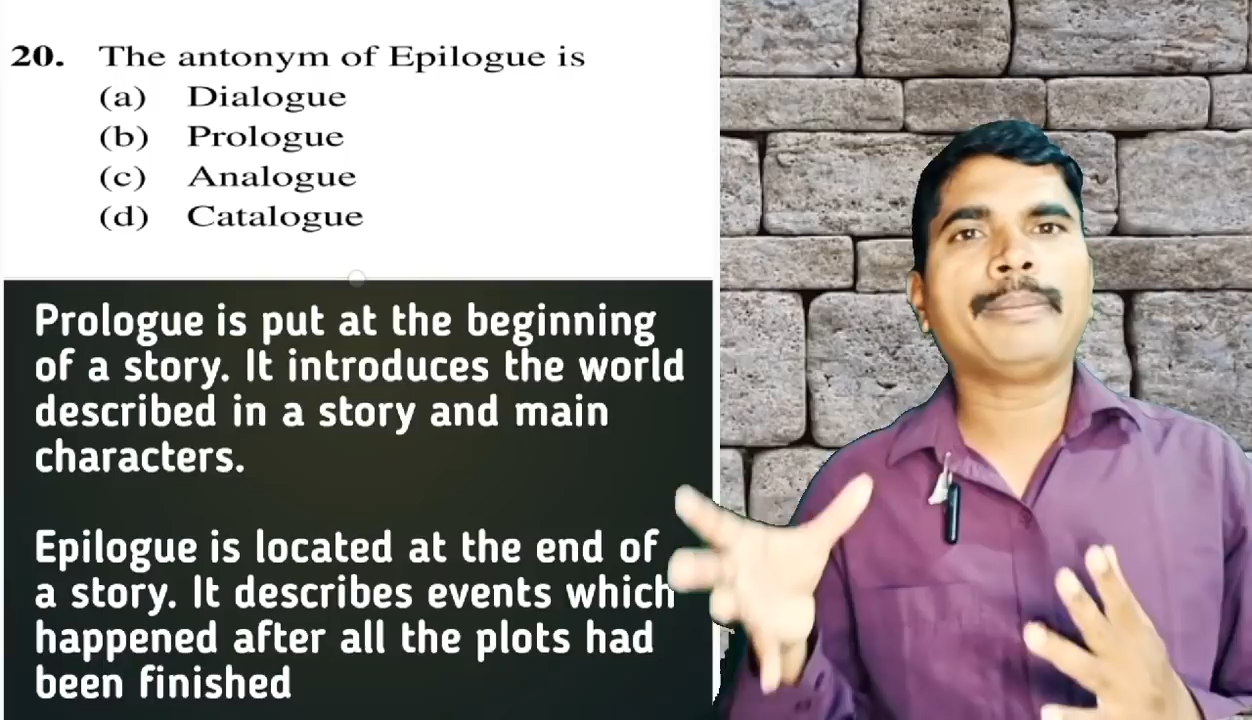 20. The antonym of Epilogue is
(a) Dialogue
(b) Prologue
(c) Analogue
(d) Catalogue
Prologue is put at the beginning
of a story. It introduces the world
described in a story and main
characters.
Epilogue is located at the end of
a story. It describes events which
happened after all the plots had
been finished